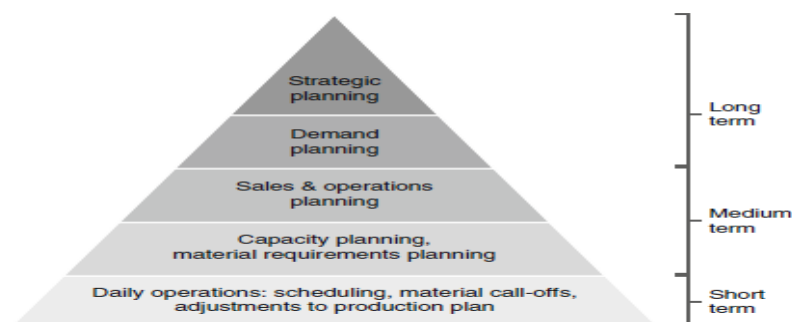 Strategic
planning
Demand
planning
Sales & operations
planning
Capacity planning,
material requirements planning
Daily operations: scheduling, material call-offs,
adjustments to production plan
Long
term
Medium
term
Short
term